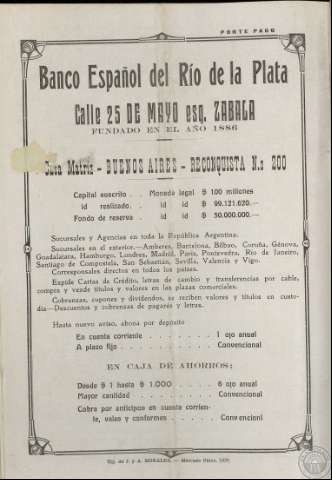 PORTE PAGO
Banco Español del Río de la Plata
Calle 25 DE MAYO esq. ZABALA
FUNDADO EN EL AÑO 1886
Casa Matriz - BUENOS AIRES - RECONQUISTA N.o 200
Capital suscrito . . Moneda legal $ 100 millones
id realizado. . id id $ 99.121.620.—
Fondo de reserva . id id $ 50.000.000.—
Sucursales y Agencias en toda la República Argentina.
Sucursales en el exterior.—Amberes, Barcelona, Bilbao, Coruña, Génova,
Guadalatara, Hamburgo, Londres, Madrid, París, Pontevedra, Río de Janeiro,
Santiago de Compostela, San Sebastián, Sevilla, Valencia y Vigo.
Corresponsales directos en todos los países.
Expide Cartas de Crédito, letras de cambio y transferencias por cable,
compra y vende títulos y valores en las plazas comerciales.
Cobranzas, cupones y dividendos, se reciben valores y títulos en custo-
dia—Descuentos y cobranzas de pagarés y letras.
Hasta nuevo aviso, abona por depósito
En cuenta corriente . . . . 1 o/o anual
A plazo fijo . . . . . Convencional
EN CAJA DE AHORROS:
Desde $ 1 hasta $ 1.000 . . . 6 o/o anual
Mayor cantidad . . . . Convencional
Cobra por anticipos en cuenta corrien-
te, vales y conformes . . . . Convencional
Tip. de J. y A. MORALES. — Mercado Chico,